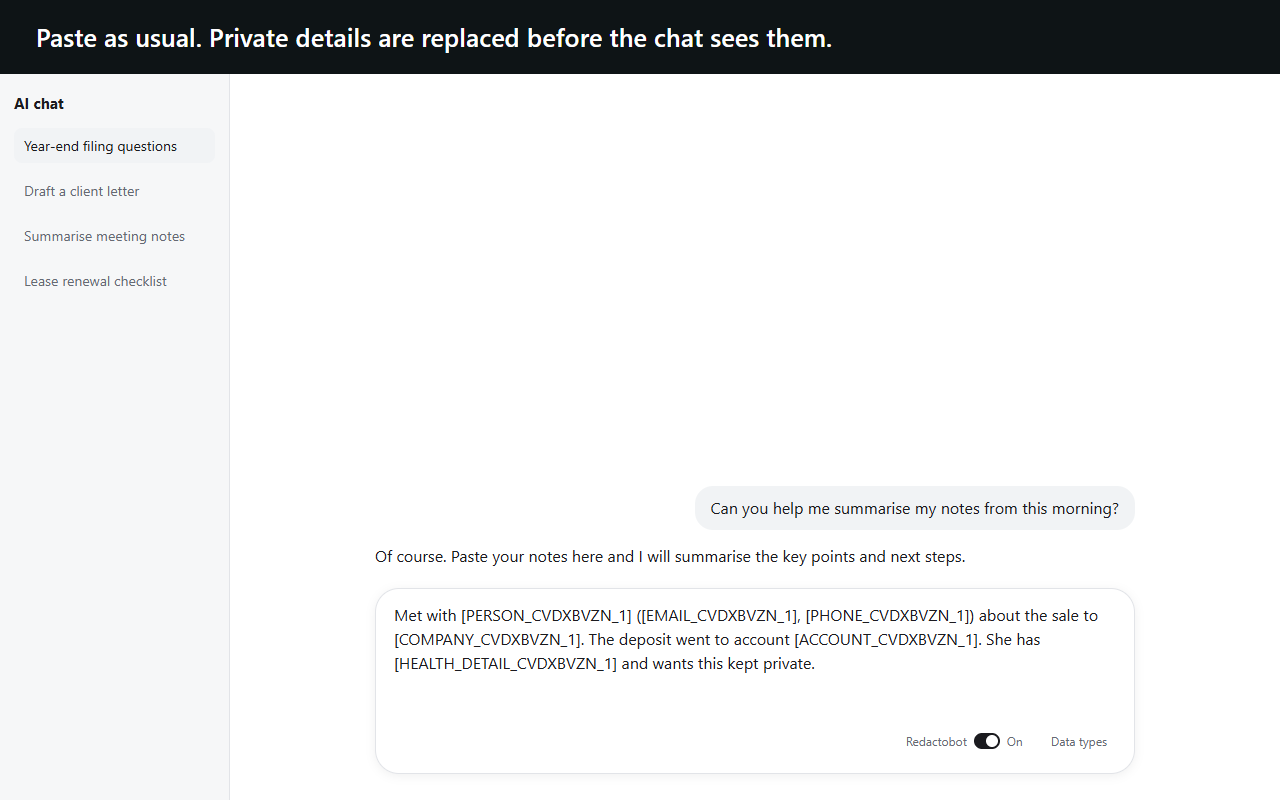 Paste as usual. Private details are replaced before the chat sees them.
AI chat
Year-end filing questions
Draft a client letter
Summarise meeting notes
Lease renewal checklist
Can you help me summarise my notes from this morning?
Of course. Paste your notes here and I will summarise the key points and next steps.
Met with [PERSON_CVDXBVZN_1] ([EMAIL_CVDXBVZN_1], [PHONE_CVDXBVZN_1]) about the sale to
[COMPANY_CVDXBVZN_1]. The deposit went to account [ACCOUNT_CVDXBVZN_1]. She has
[HEALTH_DETAIL_CVDXBVZN_1] and wants this kept private.
Redactobot On Data types